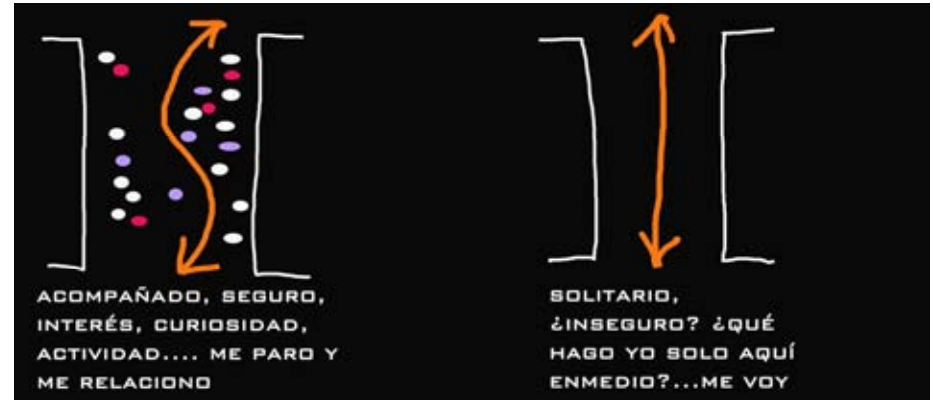 ACOMPAÑADO, SEGURO,
INTERÉS, CURIOSIDAD,
ACTIVIDAD.... ME PARO Y
ME RELACIONO
SOLITARIO,
¿INSEGURO? ¿QUÉ
HAGO YO SOLO AQUÍ
ENMEDIO?...ME VOY